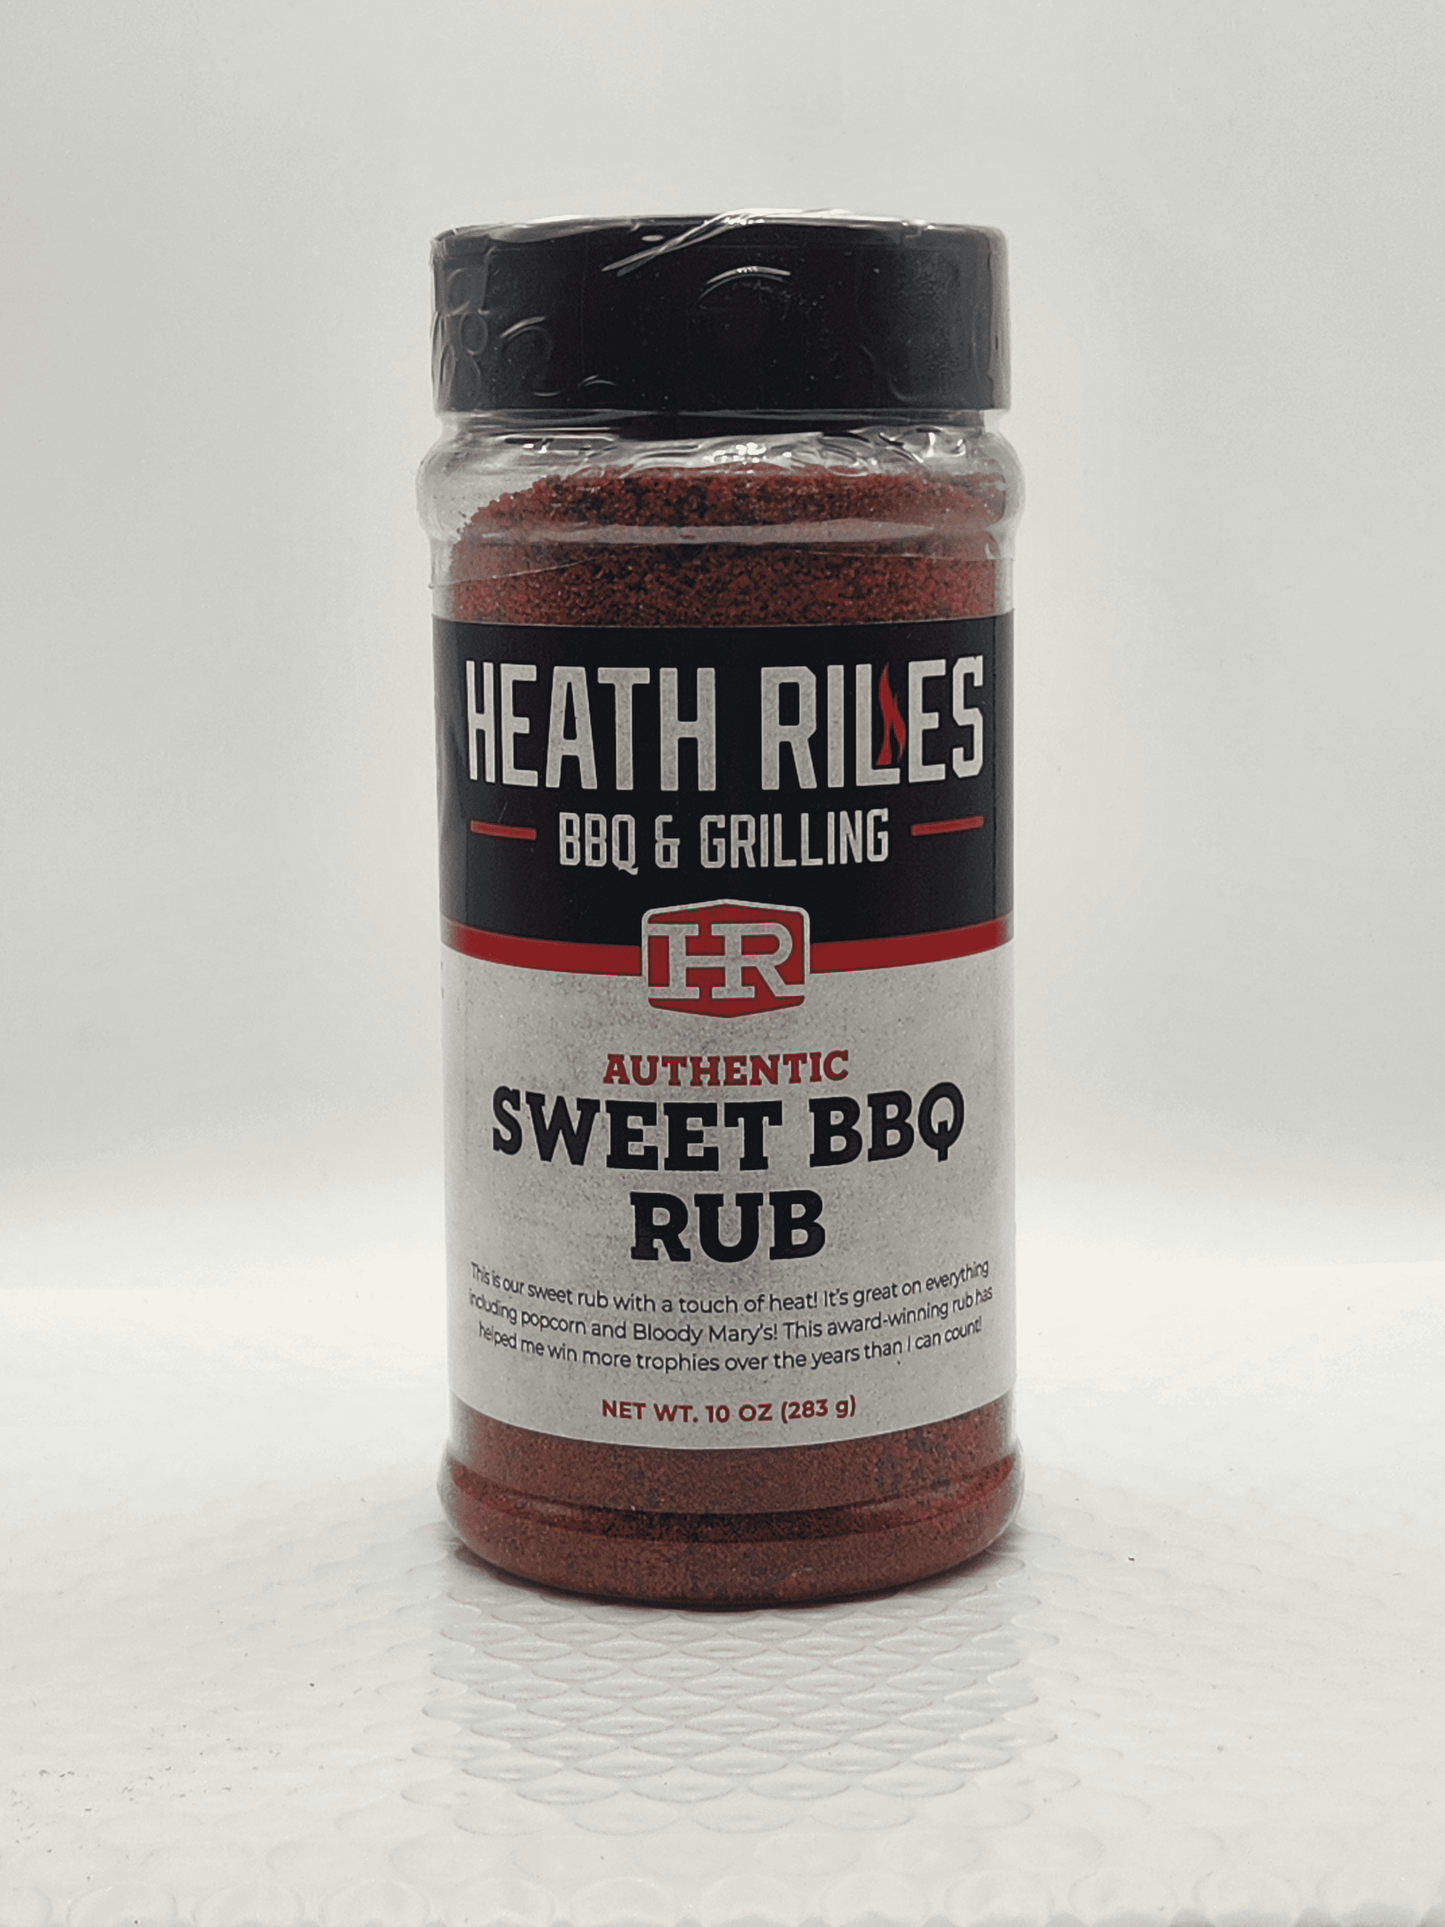 HEATH RILES
BBQ & GRILLING
HR
AUTHENTIC
SWEET BBQ
RUB
This is our sweet rub with a touch of heat! It's great on everything
including popcorn and Bloody Mary's! This award-winning rub has
helped me win more trophies over the years than I can count!
NET WT. 10 OZ (283 g)